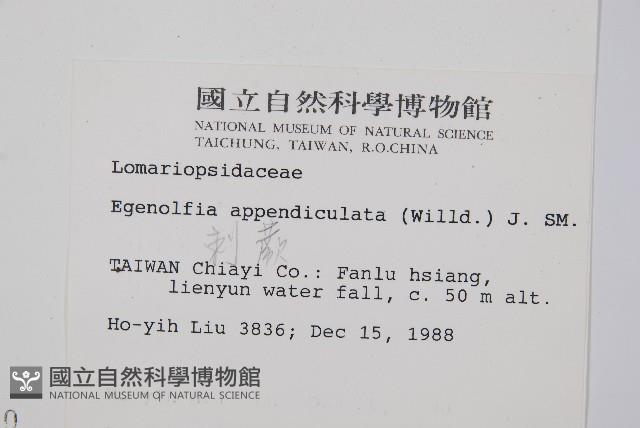 國立自然科學博物館
NATIONAL MUSEUM OF NATURAL SCIENCE
TAICHUNG, TAIWAN, R.O.CHINA
Lomariopsidaceae
Egenolfia appendiculata (Willd.) J. SM.
刺蕨
TAIWAN Chiayi Co.: Fanlu hsiang,
lienyun water fall, c. 50 m alt.
Ho-yih Liu 3836; Dec 15, 1988
國立自然科學博物館
NATIONAL MUSEUM OF NATURAL SCIENCE
0